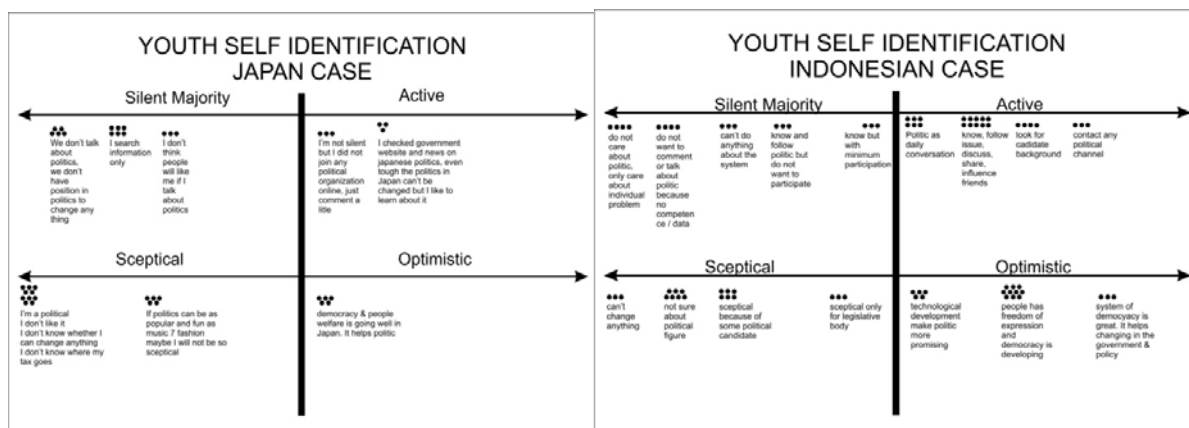 YOUTH SELF IDENTIFICATION
JAPAN CASE
Silent Majority
Active
We don't talk
about
politics,
we don't
have
position in
politics to
change any
thing
I search
information
only
I don't
think
people
will like
me if I
talk
about
politics
I'm not silent
but I did not
join any
political
organization
online, just
comment a
litle
I checked government
website and news on
japanese politics, even
tough the politics in
Japan can't be
changed but I like to
learn about it
Sceptical
Optimistic
I'm a political
I don't like it
I don't know whether I
can change anything
I don't know where my
tax goes
If politics can be as
popular and fun as
music 7 fashion
maybe I will not be so
sceptical
democracy & people
welfare is going well in
Japan. It helps politic
YOUTH SELF IDENTIFICATION
INDONESIAN CASE
Silent Majority
Active
do not
care
about
politic,
only care
about
individual
problem
do not
want to
comment
or talk
about
politic
because
no
competen
ce / data
can't do
anything
about the
system
know and
follow
politic but
do not
want to
participate
know but
with
minimum
participation
Politic as
daily
conversation
know, follow
issue,
discuss,
share,
influence
friends
look for
cadidate
background
contact any
political
channel
Sceptical
Optimistic
can't
change
anything
not sure
about
political
figure
sceptical
because of
some political
candidate
sceptical only
for legislative
body
technological
development
make politic
more
promising
people has
freedom of
expression
and
democracy is
developing
system of
democyacy is
great. It helps
changing in the
government &
policy